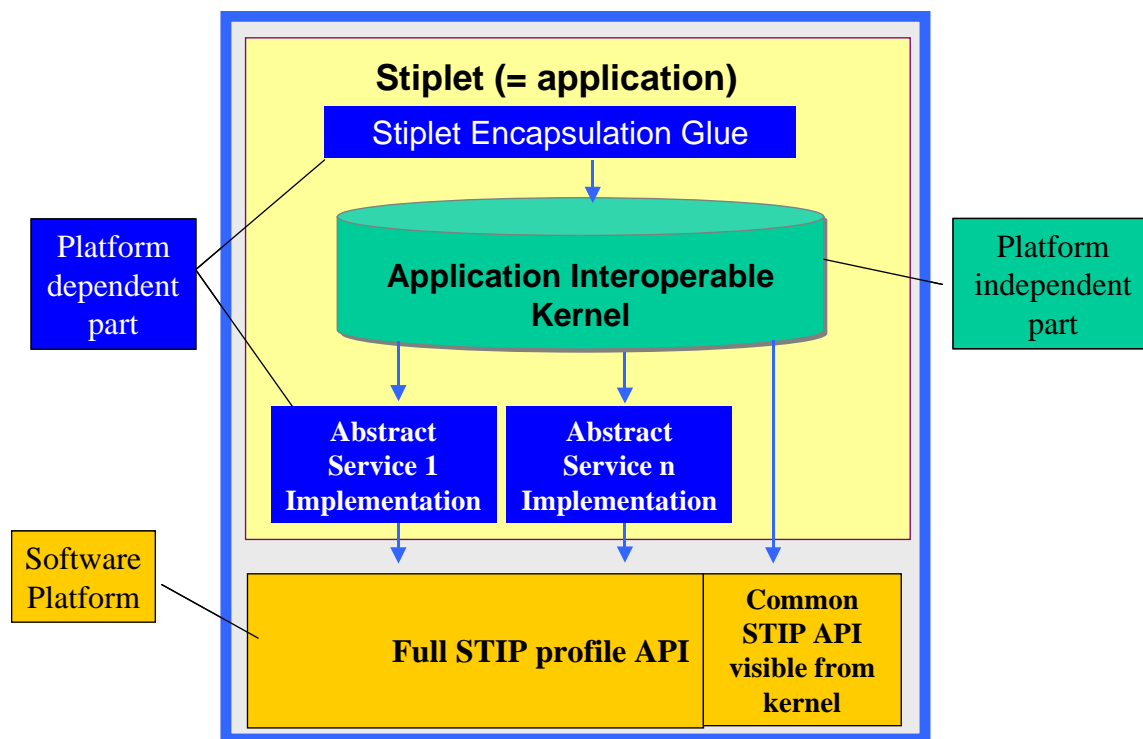 Stiplet (= application)
Stiplet Encapsulation Glue
Platform
dependent
part
Application Interoperable
Kernel
Platform
independent
part
Abstract
Service 1
Implementation
Abstract
Service n
Implementation
Software
Platform
Full STIP profile API
Common
STIP API
visible from
kernel